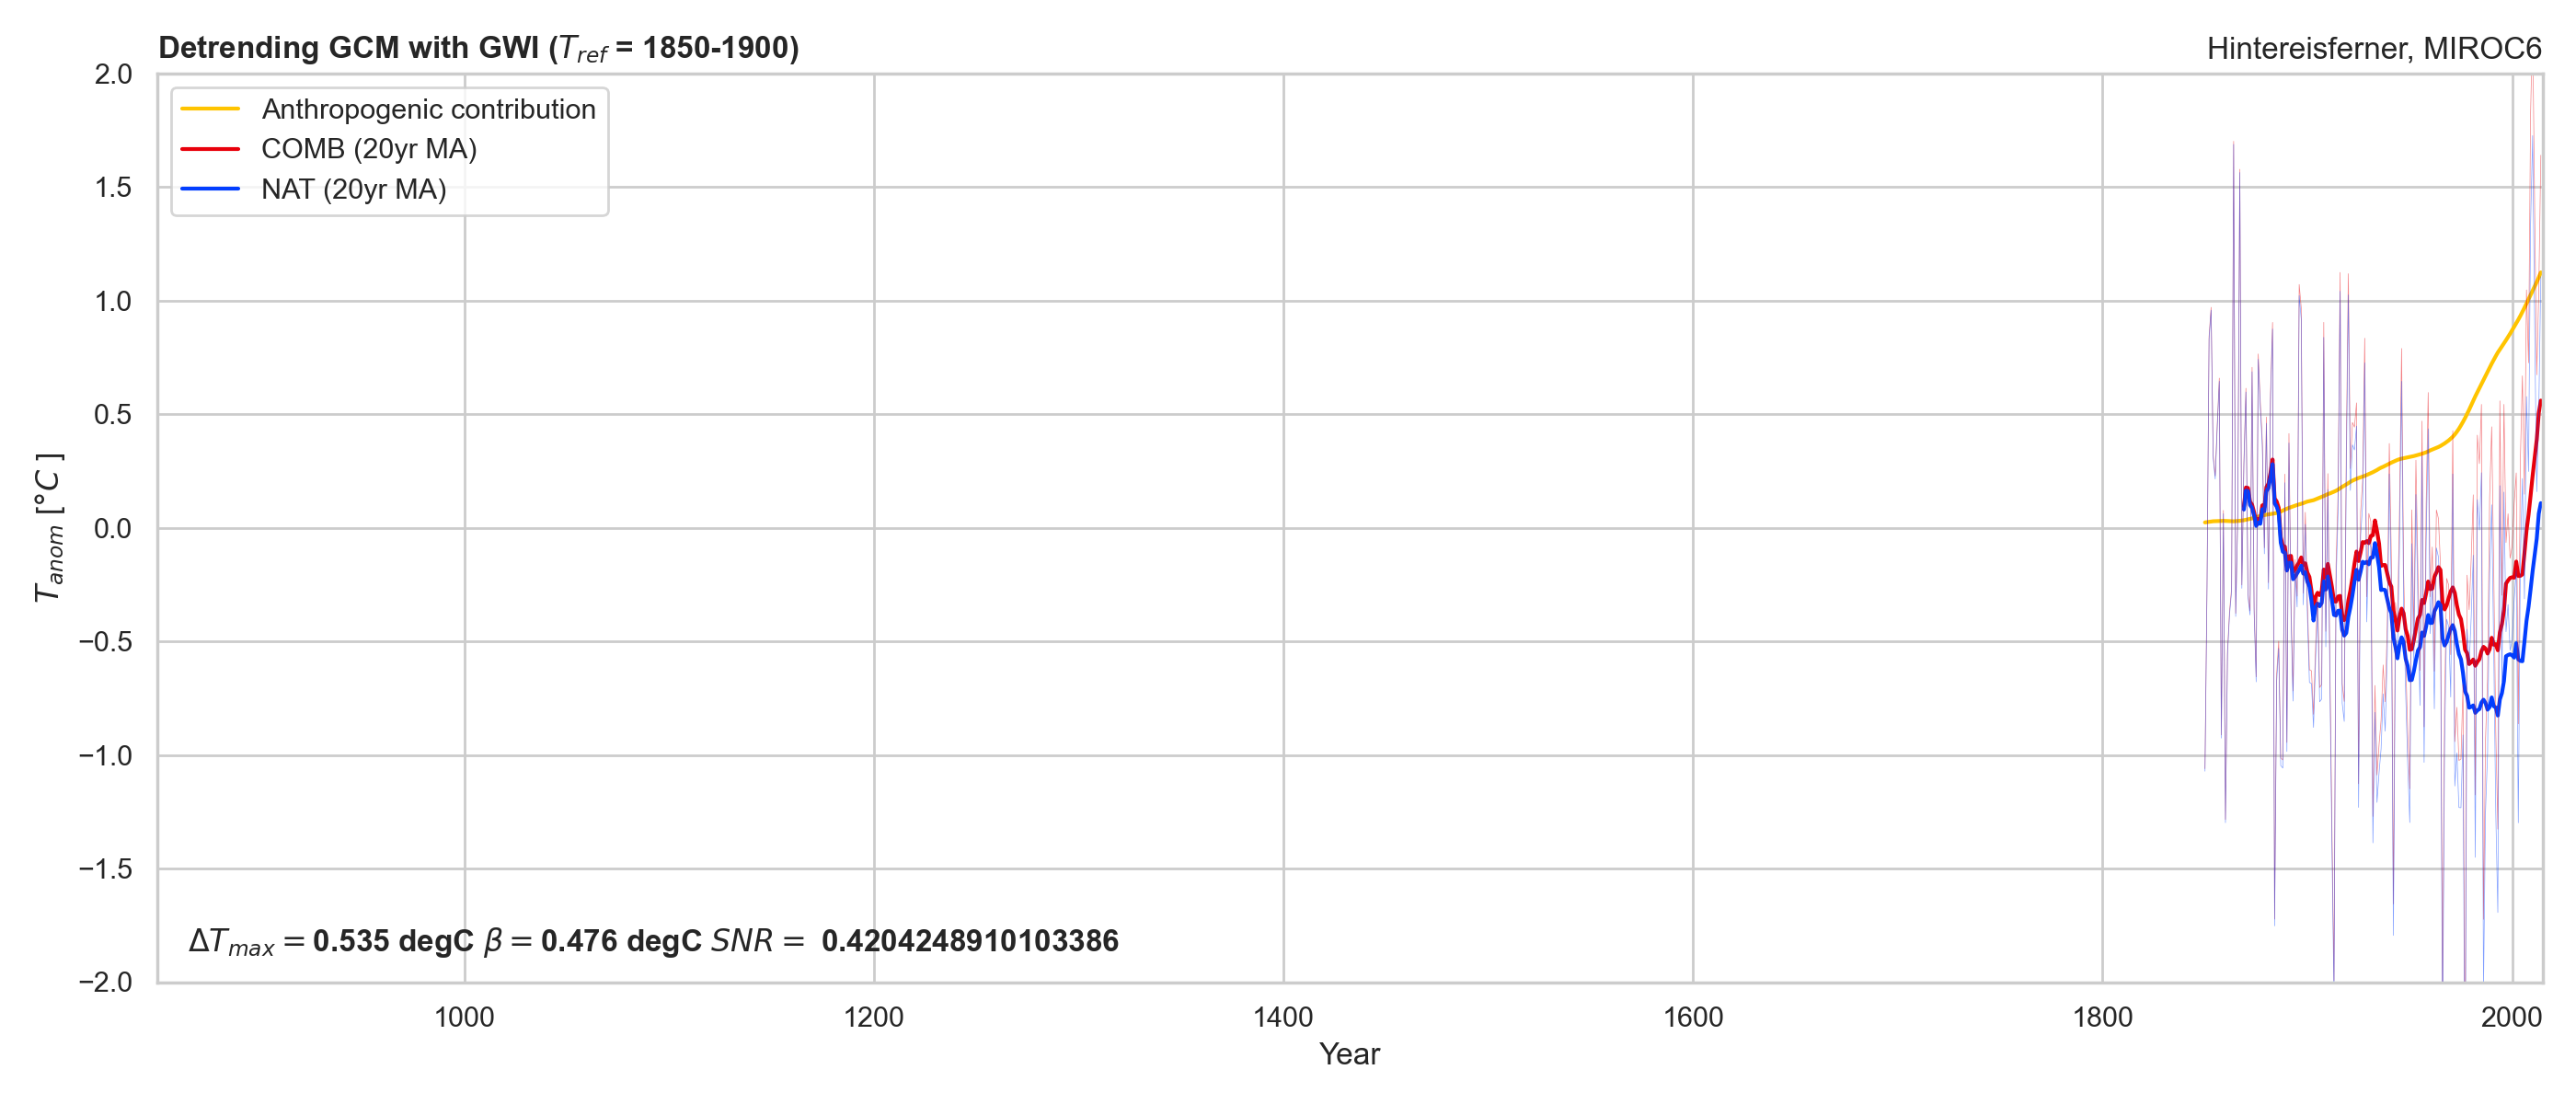 Detrending GCM with GWI (T_ref = 1850-1900)
Hintereisferner, MIROC6
Anthropogenic contribution
COMB (20yr MA)
NAT (20yr MA)
2.0
1.5
1.0
0.5
0.0
−0.5
−1.0
−1.5
−2.0
T_anom [°C ]
ΔT_max = 0.535 degC β = 0.476 degC SNR = 0.4204248910103386
1000 1200 1400 1600 1800 2000
Year